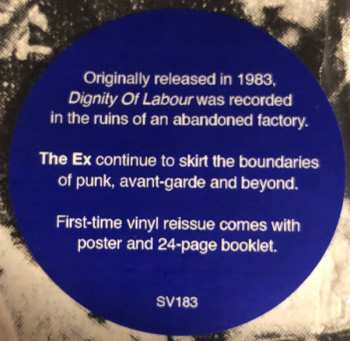 Originally released in 1983,
Dignity Of Labour was recorded
in the ruins of an abandoned factory.
The Ex continue to skirt the boundaries
of punk, avant-garde and beyond.
First-time vinyl reissue comes with
poster and 24-page booklet.
SV183